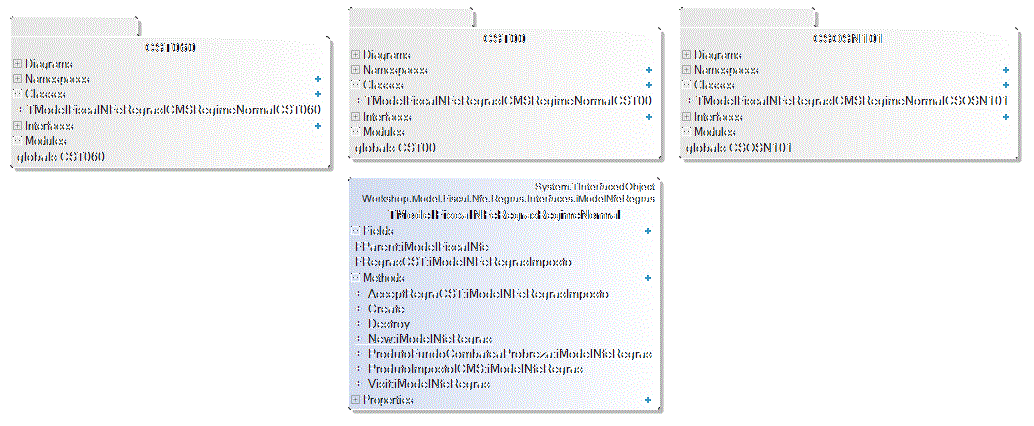 CST060
Diagrams
Namespaces
Classes
TModelFiscalNFeRegrasICMSRegimeNormalCST060
Interfaces
Modules
globals CST060
CST00
Diagrams
Namespaces
Classes
TModelFiscalNFeRegrasICMSRegimeNormalCST00
Interfaces
Modules
globals CST00
CSOSN101
Diagrams
Namespaces
Classes
TModelFiscalNFeRegrasICMSRegimeNormalCSOSN101
Interfaces
Modules
globals CSOSN101
System.TInterfacedObject
Workshop.Model.Fiscal.Nfe.Regras.Interfaces.iModelNfeRegras
TModelFiscalNFeRegrasRegimeNormal
Fields
FParent:iModelFiscalNfe
FRegrasCST:iModelNFeRegrasImposto
Methods
AcceptRegraCST:iModelNFeRegrasImposto
Create
Destroy
New:iModelNfeRegras
ProdutoFundoCombateaProbreza:iModelNfeRegras
ProdutoImpostoICMS:iModelNfeRegras
Visit:iModelNfeRegras
Properties